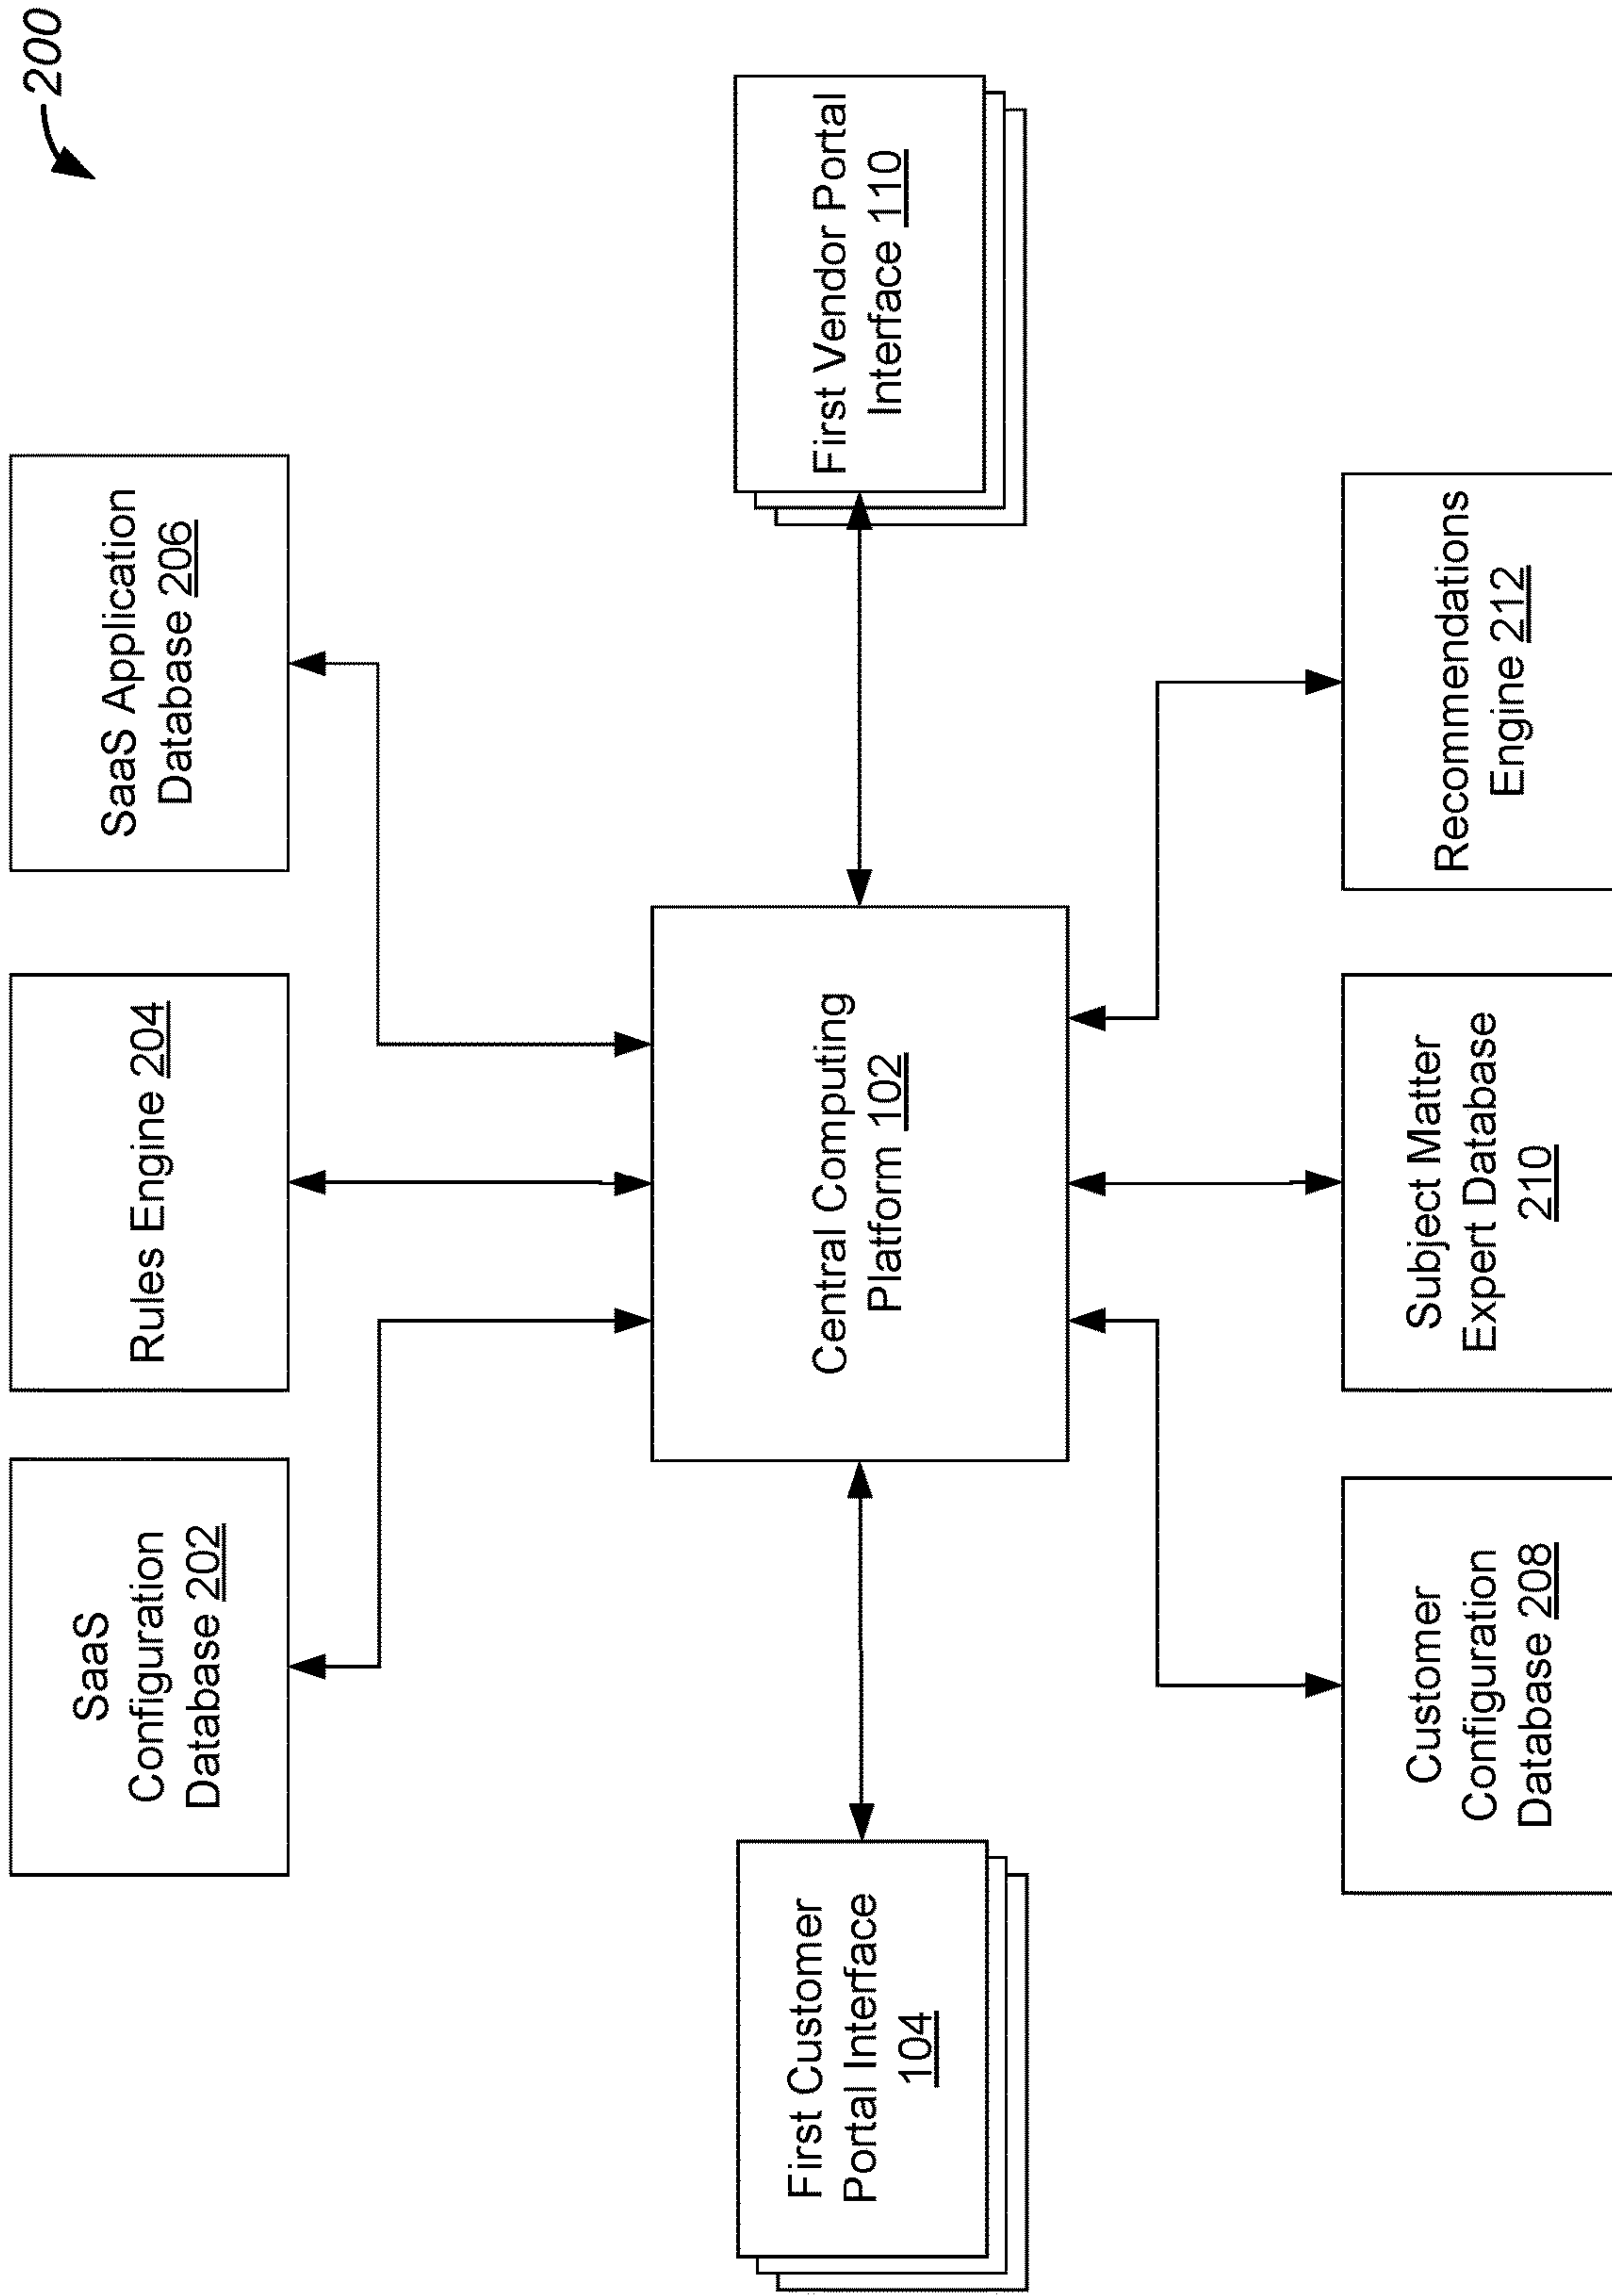 200
SaaS
Configuration
Database 202
Rules Engine 204
SaaS Application
Database 206
First Customer
Portal Interface
104
Central Computing
Platform 102
First Vendor Portal
Interface 110
Customer
Configuration
Database 208
Subject Matter
Expert Database
210
Recommendations
Engine 212